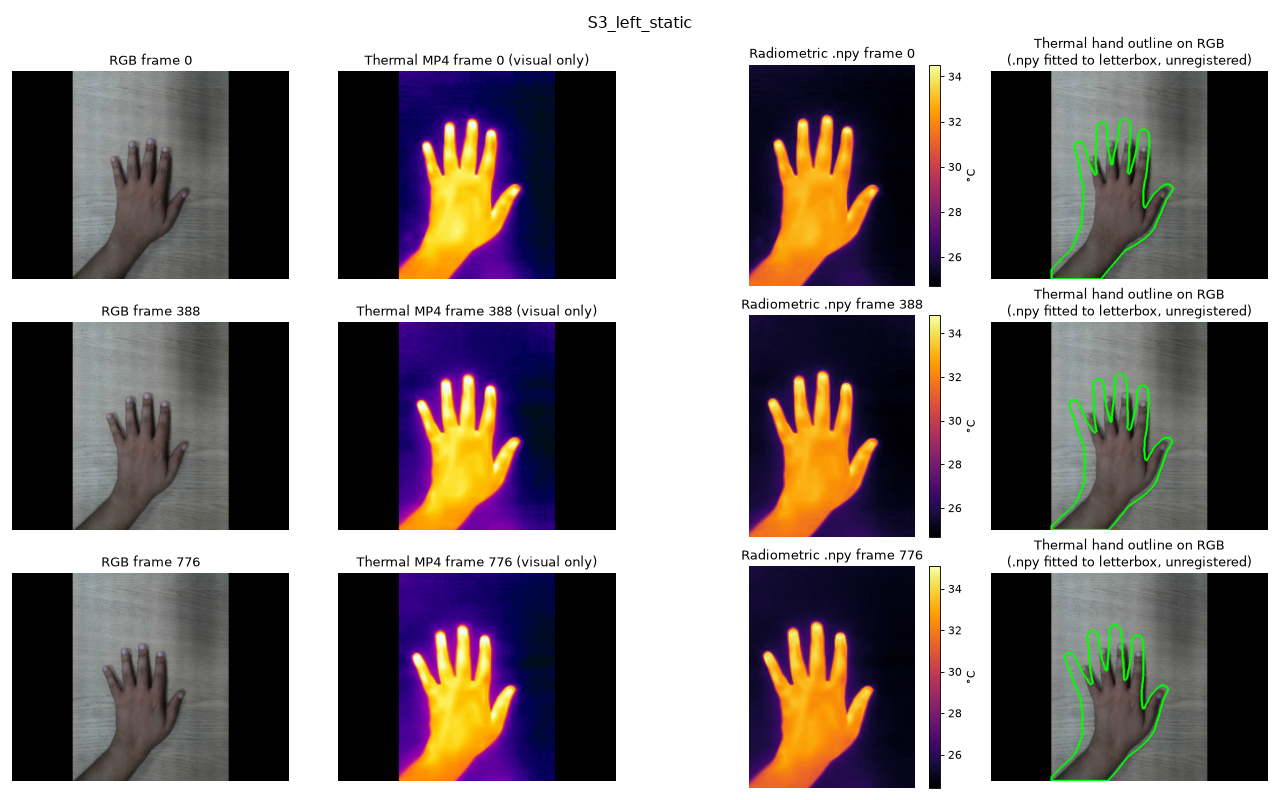 S3_left_static
RGB frame 0
Thermal MP4 frame 0 (visual only)
Radiometric .npy frame 0
34
32
30
28
26
°C
Thermal hand outline on RGB
(.npy fitted to letterbox, unregistered)
RGB frame 388
Thermal MP4 frame 388 (visual only)
Radiometric .npy frame 388
34
32
30
28
26
°C
Thermal hand outline on RGB
(.npy fitted to letterbox, unregistered)
RGB frame 776
Thermal MP4 frame 776 (visual only)
Radiometric .npy frame 776
34
32
30
28
26
°C
Thermal hand outline on RGB
(.npy fitted to letterbox, unregistered)